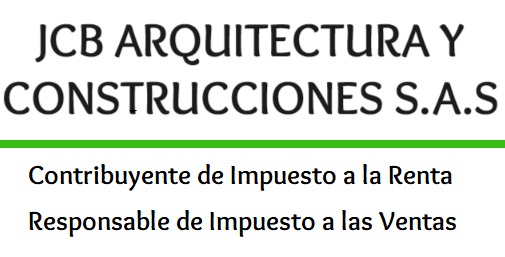 JCB ARQUITECTURA Y
CONSTRUCCIONES S.A.S
Contribuyente de Impuesto a la Renta
Responsable de Impuesto a las Ventas